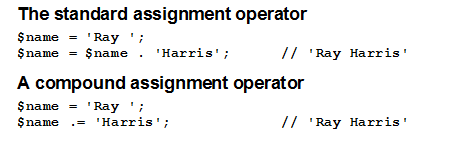 The standard assignment operator
$name = 'Ray ';
$name = $name . 'Harris';     // 'Ray Harris'
A compound assignment operator
$name = 'Ray ';
$name .= 'Harris';            // 'Ray Harris'